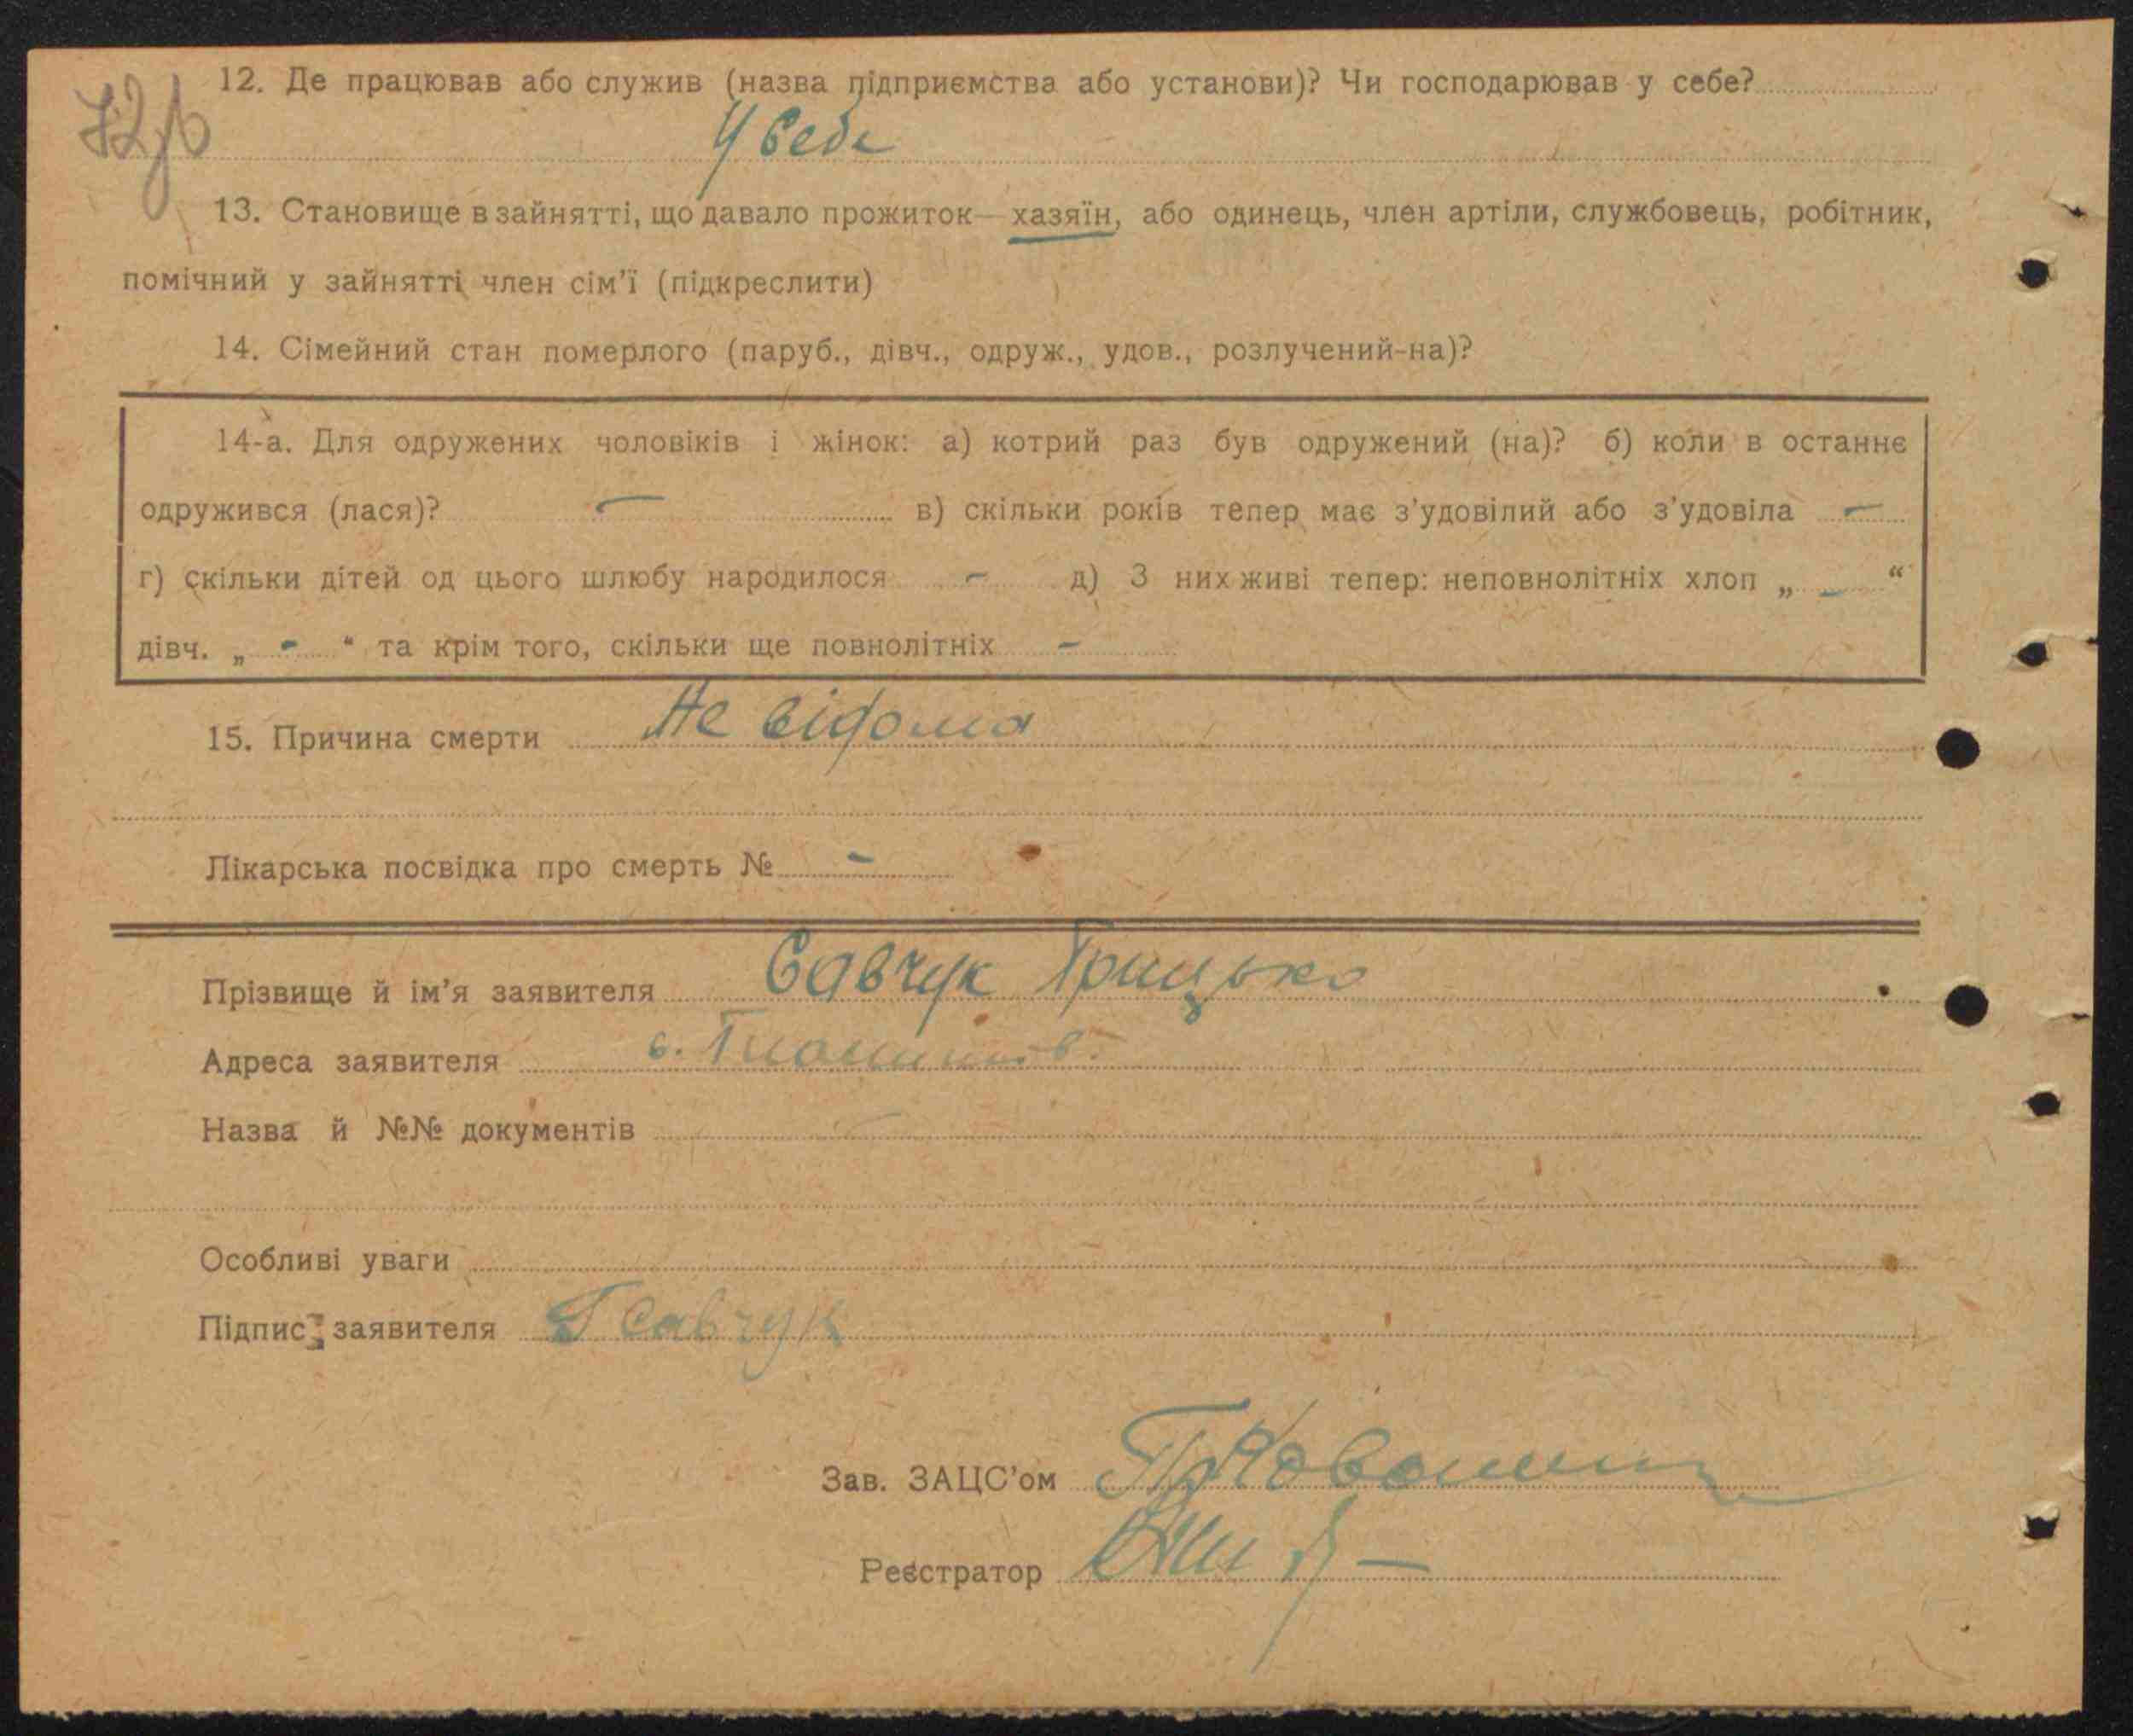 12. Де працював або служив (назва підприємства або установи)? Чи господарював у себе?
У себе
13. Становище в зайнятті, що давало прожиток—хазяїн, або одинець, член артіли, службовець, робітник,
помічний у зайнятті член сім'ї (підкреслити)
14. Сімейний стан померлого (паруб., дівч., одруж., удов., розлучений-на)?
14-а. Для одружених чоловіків і жінок: а) котрий раз був одружений (на)? б) коли в останнє
одружився (лася)? — в) скільки років тепер має з'удовілий або з'удовіла —
г) скільки дітей од цього шлюбу народилося - д) З них живі тепер: неповнолітніх хлоп „ - “
дівч. „ - “ та крім того, скільки ще повнолітніх -
15. Причина смерти Не відома
Лікарська посвідка про смерть № -
Прізвище й ім'я заявителя Савчук Грицько
Адреса заявителя с.
Назва й №№ документів
Особливі уваги
Підпис заявителя Г Савчук
Зав. ЗАЦС'ом
Реєстратор